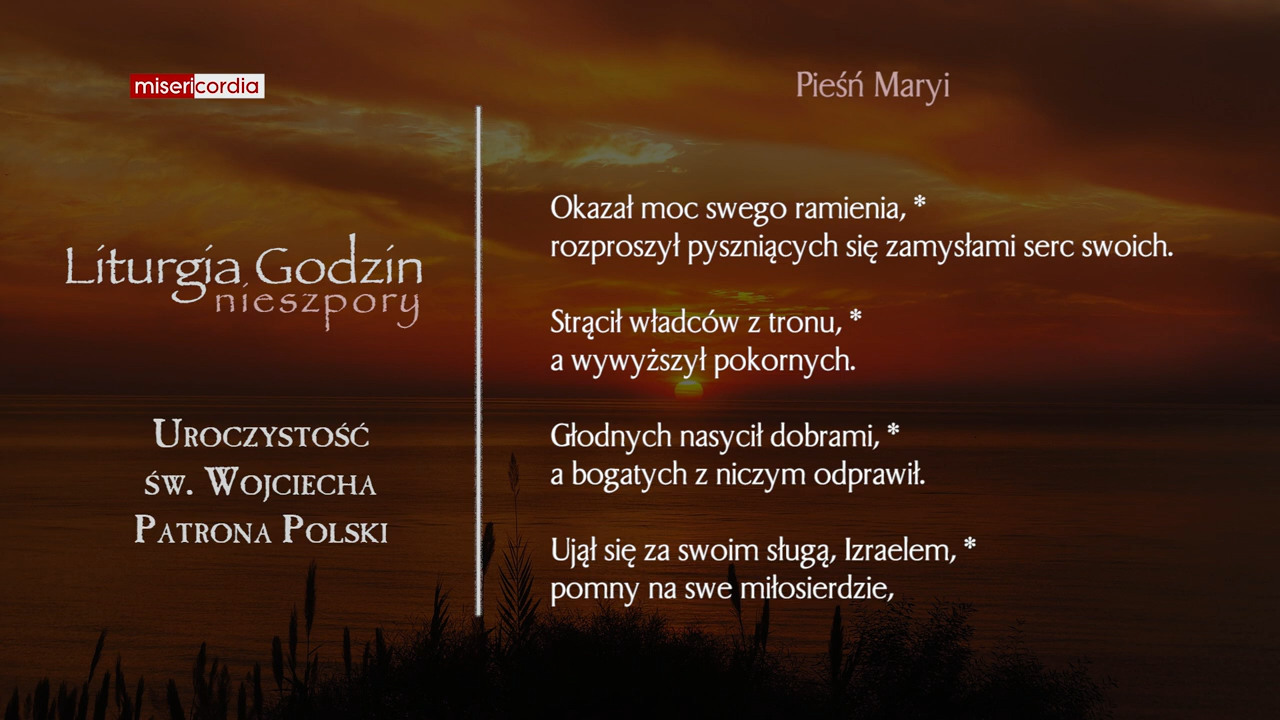 misericordia
Liturgia Godzin
nieszpory
Uroczystość
św. Wojciecha
Patrona Polski
Pieśń Maryi
Okazał moc swego ramienia, *
rozproszył pyszniących się zamysłami serc swoich.
Strącił władców z tronu, *
a wywyższył pokornych.
Głodnych nasycił dobrami, *
a bogatych z niczym odprawił.
Ujął się za swoim sługą, Izraelem, *
pomny na swe miłosierdzie,